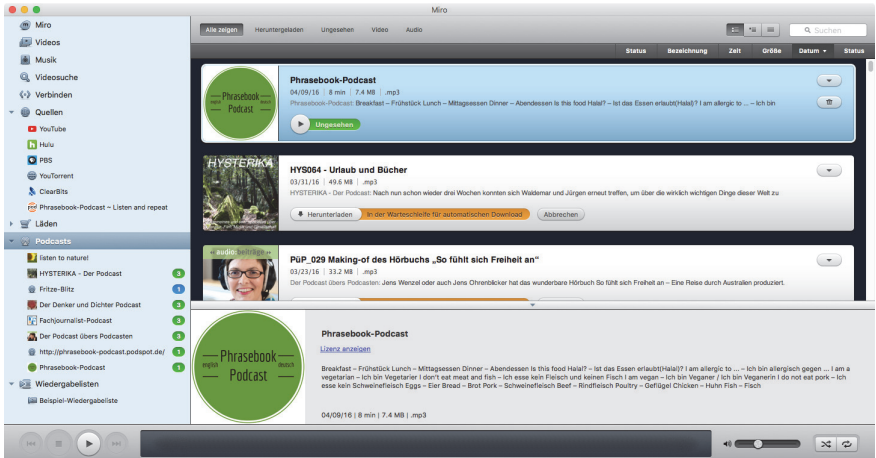 Miro
Miro
Videos
Musik
Videosuche
Verbinden
Quellen
YouTube
Hulu
PBS
YouTorrent
ClearBits
Phrasebook-Podcast ~ Listen and repeat
Läden
Podcasts
listen to nature!
HYSTERIKA - Der Podcast 3
Fritze-Blitz 1
Der Denker und Dichter Podcast 3
Fachjournalist-Podcast 3
Der Podcast übers Podcasten 3
http://phrasebook-podcast.podspot.de/ 1
Phrasebook-Podcast 1
Wiedergabelisten
Beispiel-Wiedergabeliste
Alle zeigen Heruntergeladen Ungesehen Video Audio Suchen
Status Bezeichnung Zeit Größe Datum Status
Phrasebook
english deutsch
Podcast
Phrasebook-Podcast
04/09/16 | 8 min | 7.4 MB | .mp3
Phrasebook-Podcast: Breakfast – Frühstück Lunch – Mittagsessen Dinner – Abendessen Is this food Halal? – Ist das Essen erlaubt(Halal)? I am allergic to ... – Ich bin
Ungesehen
HYSTERIKA
HYS064 - Urlaub und Bücher
03/31/16 | 49.6 MB | .mp3
HYSTERIKA - Der Podcast: Nach nun schon wieder drei Wochen konnten sich Waldemar und Jürgen erneut treffen, um über die wirklich wichtigen Dinge dieser Welt zu
Herunterladen In der Warteschleife für automatischen Download Abbrechen
audio:beiträge
PüP_029 Making-of des Hörbuchs „So fühlt sich Freiheit an“
03/23/16 | 33.2 MB | .mp3
Der Podcast übers Podcasten: Jens Wenzel oder auch Jens Ohrenblicker hat das wunderbare Hörbuch So fühlt sich Freiheit an – Eine Reise durch Australien produziert.
Phrasebook
english deutsch
Podcast
Phrasebook-Podcast
Lizenz anzeigen
Breakfast – Frühstück Lunch – Mittagsessen Dinner – Abendessen Is this food Halal? – Ist das Essen erlaubt(Halal)? I am allergic to ... – Ich bin allergisch gegen ... I am a
vegetarian – Ich bin Vegetarier I don't eat meat and fish – Ich esse kein Fleisch und keinen Fisch I am vegan – Ich bin Veganer / Ich bin Veganerin I do not eat pork – Ich
esse kein Schweinefleisch Eggs – Eier Bread – Brot Pork – Schweinefleisch Beef – Rindfleisch Poultry – Geflügel Chicken – Huhn Fish – Fisch
04/09/16 | 8 min | 7.4 MB | .mp3